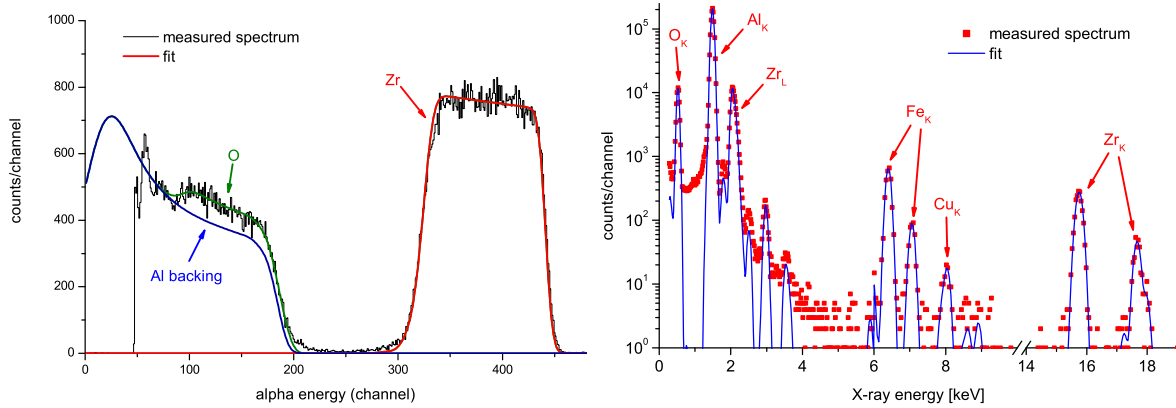 1000
800
600
400
200
0
counts/channel
measured spectrum
fit
Zr
O
Al backing
0
100
200
300
400
alpha energy (channel)
10^5
10^4
10^3
10^2
10^1
10^0
counts/channel
O_K
Al_K
Zr_L
measured spectrum
fit
Fe_K
Cu_K
Zr_K
0
2
4
6
8
14
16
18
X-ray energy [keV]